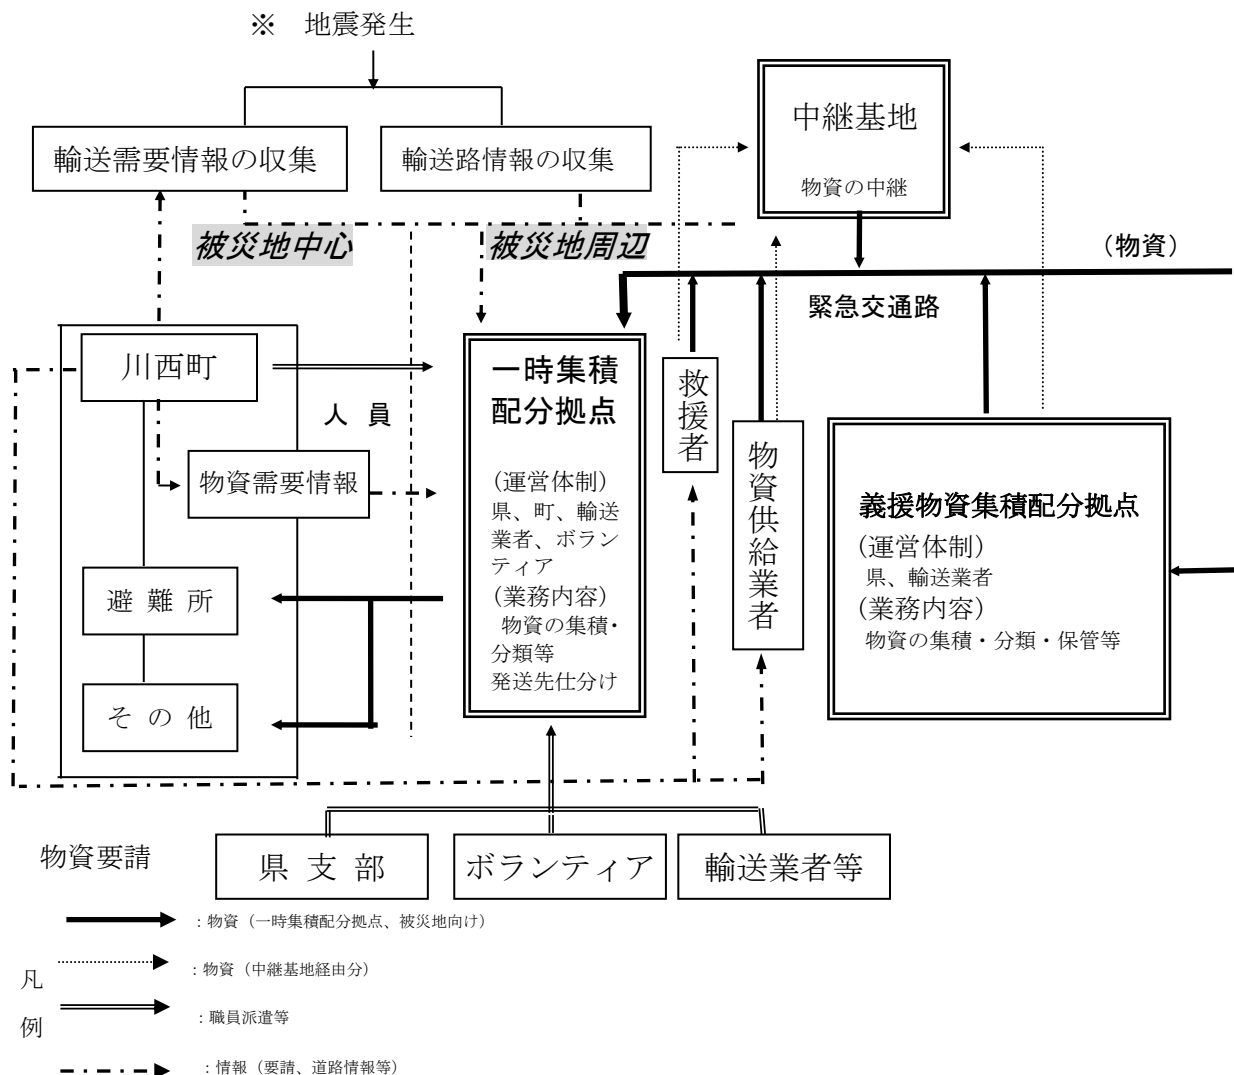 ※ 地震発生
輸送需要情報の収集
輸送路情報の収集
中継基地
物資の中継
被災地中心
被災地周辺
(物資)
緊急交通路
川西町
人 員
物資需要情報
避 難 所
そ の 他
一時集積
配分拠点
(運営体制)
県、町、輸送
業者、ボラン
ティア
(業務内容)
物資の集積・
分類等
発送先仕分け
救援者
物資供給業者
義援物資集積配分拠点
(運営体制)
県、輸送業者
(業務内容)
物資の集積・分類・保管等
物資要請
県 支 部
ボランティア
輸送業者等
凡例
:物資(一時集積配分拠点、被災地向け)
:物資(中継基地経由分)
:職員派遣等
:情報(要請、道路情報等)